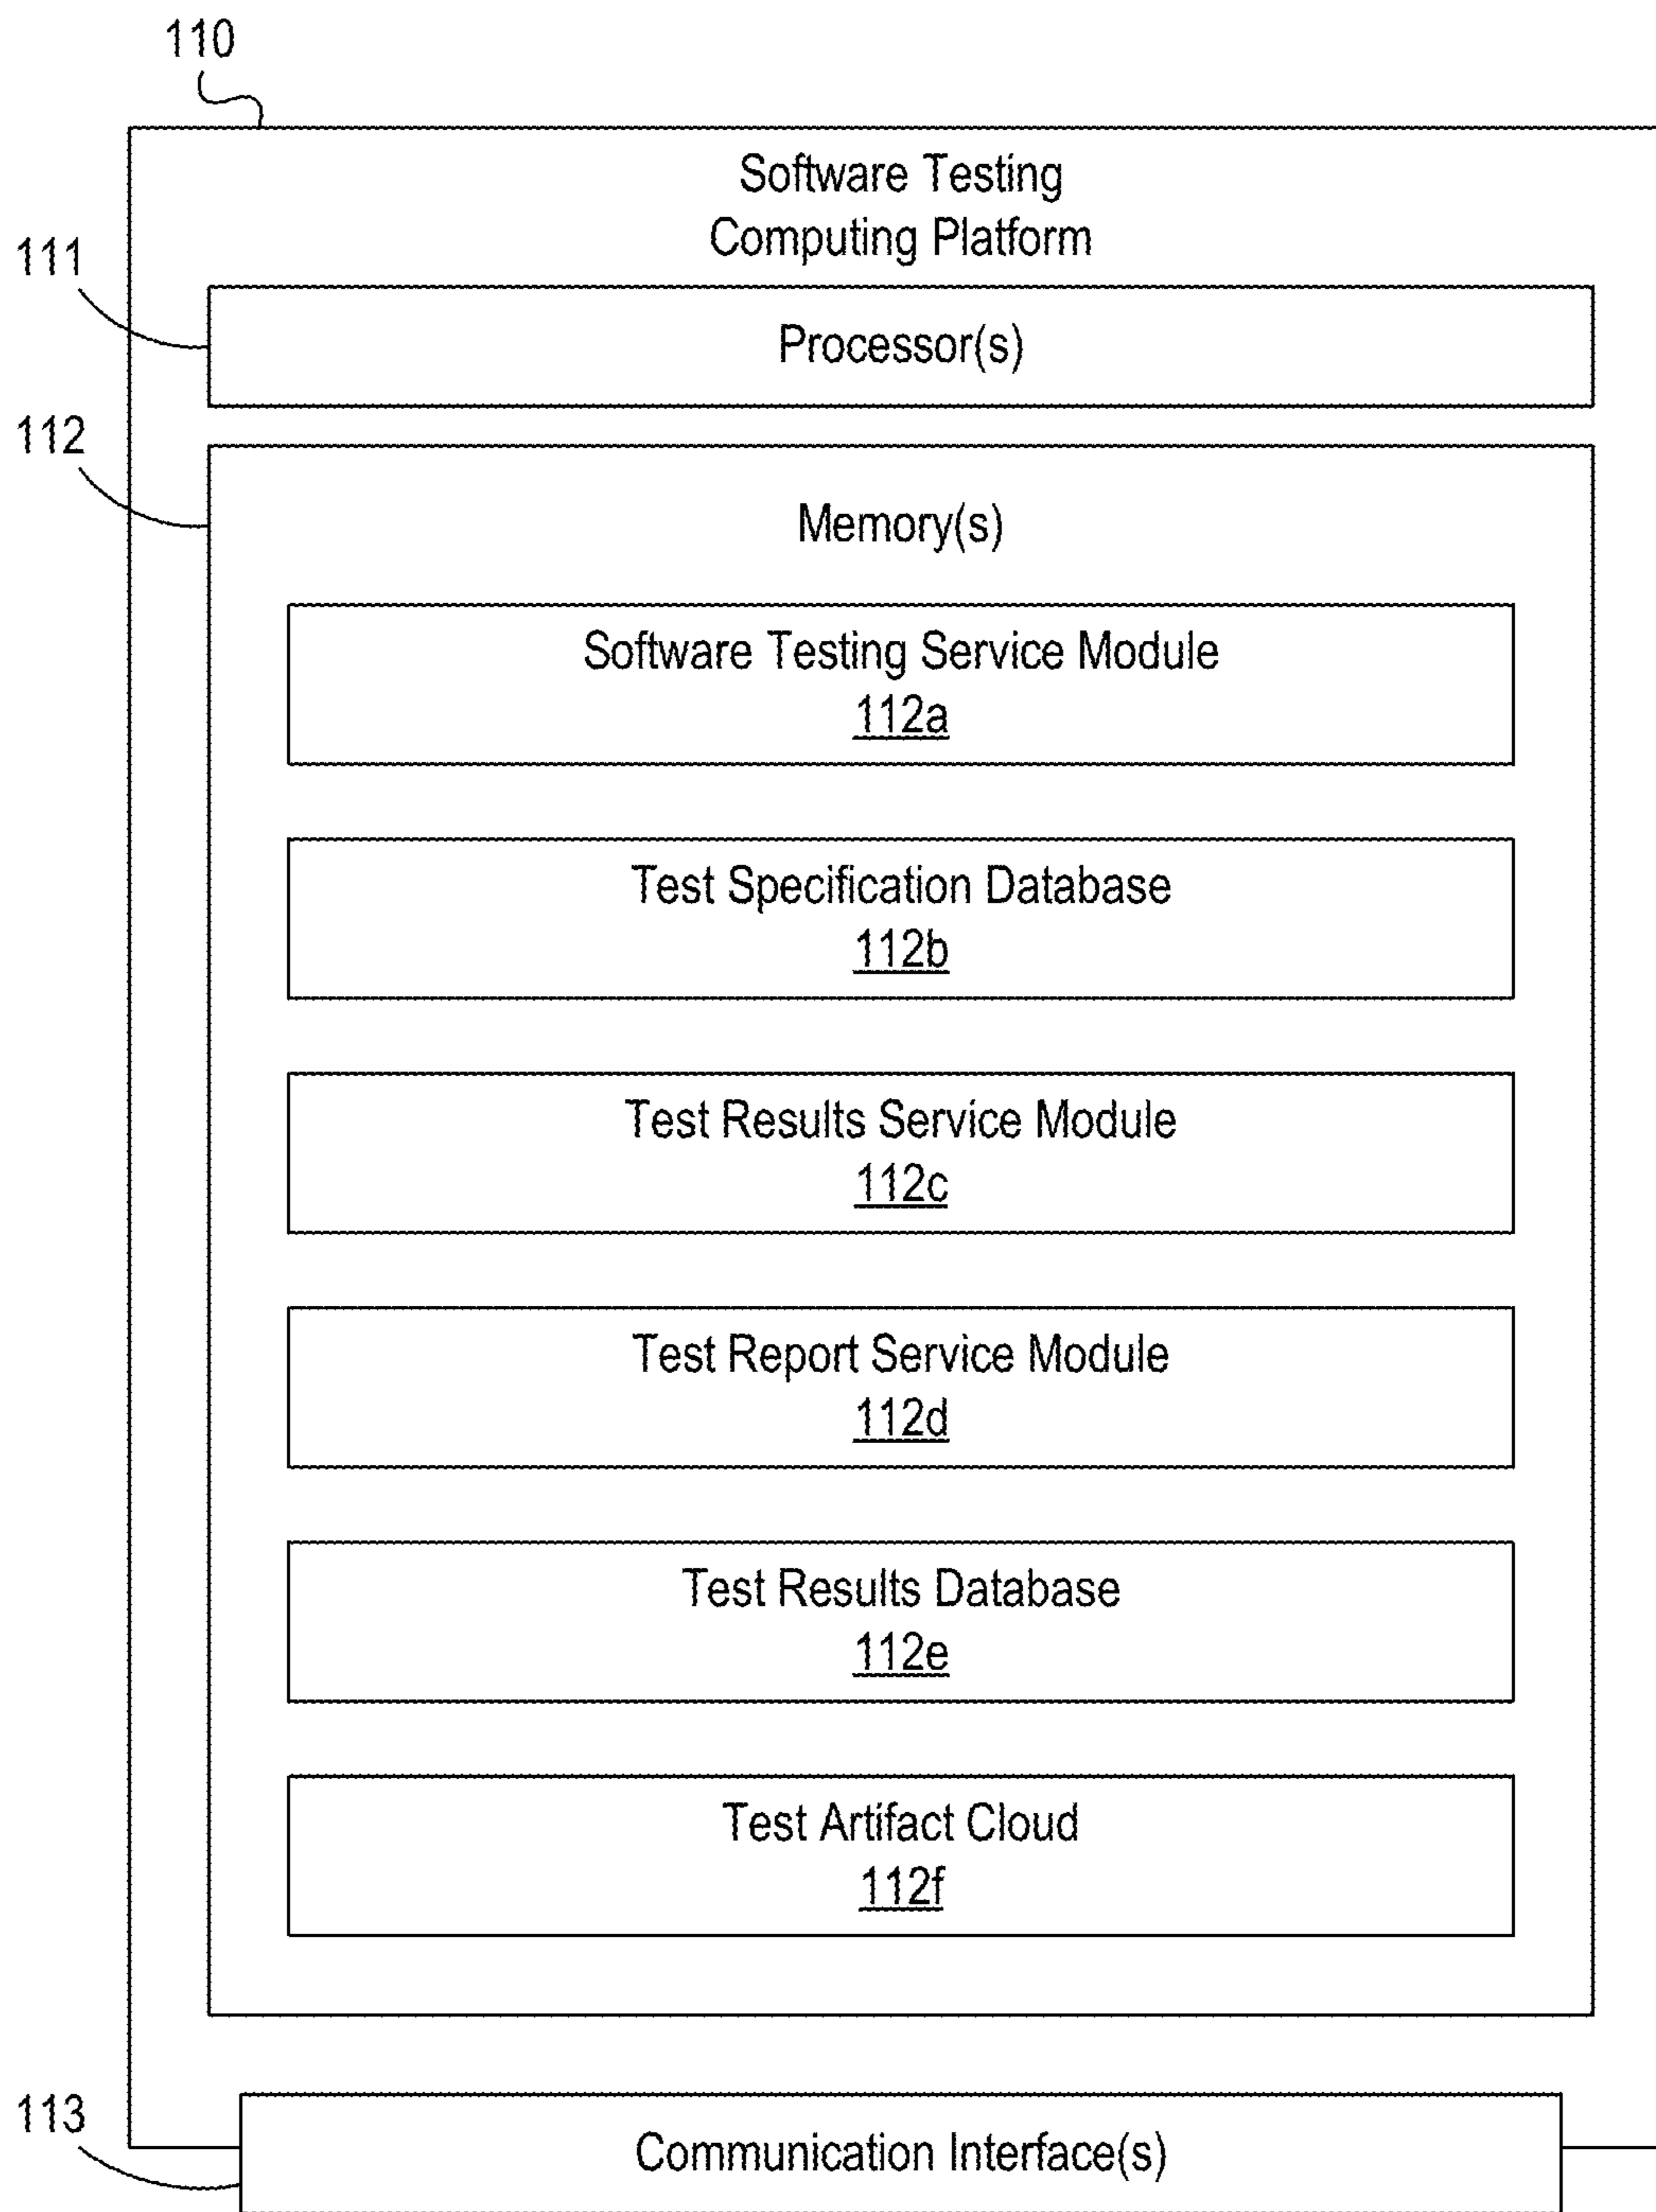 110
Software Testing
Computing Platform
111
Processor(s)
112
Memory(s)
Software Testing Service Module
112a
Test Specification Database
112b
Test Results Service Module
112c
Test Report Service Module
112d
Test Results Database
112e
Test Artifact Cloud
112f
113
Communication Interface(s)